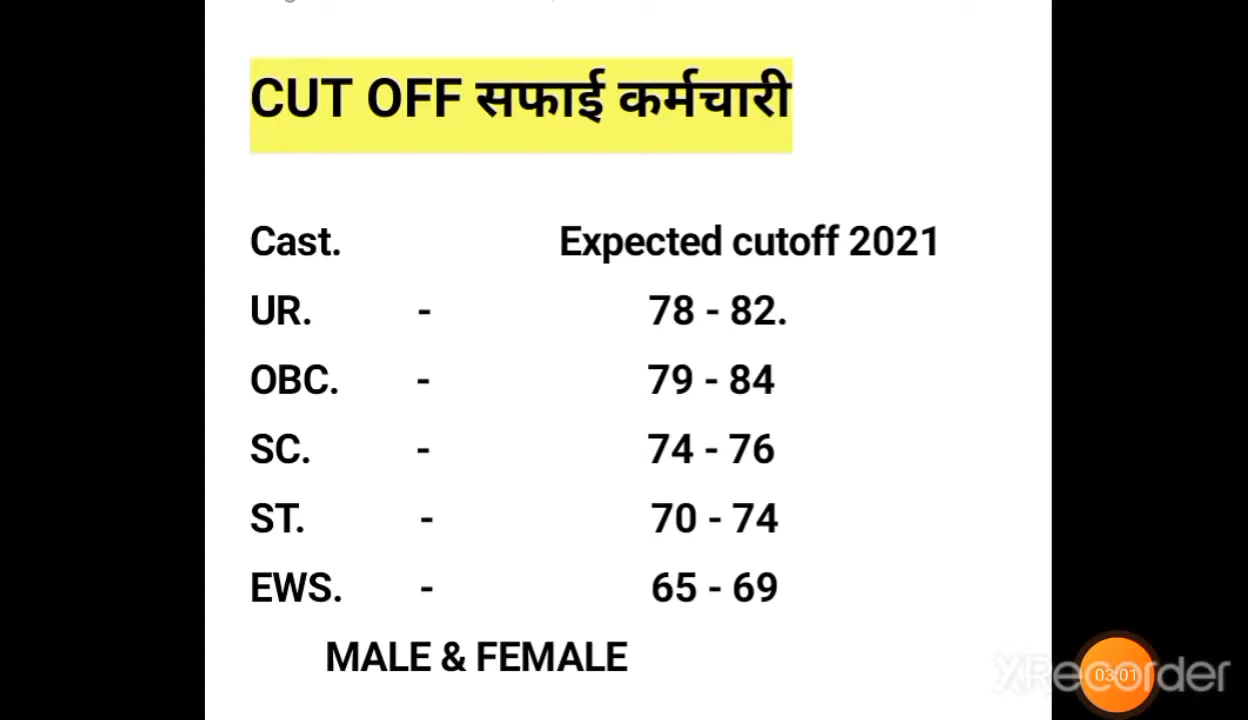 CUT OFF सफाई कर्मचारी
Cast. Expected cutoff 2021
UR. - 78 - 82.
OBC. - 79 - 84
SC. - 74 - 76
ST. - 70 - 74
EWS. - 65 - 69
MALE & FEMALE
XRecorder
03:01